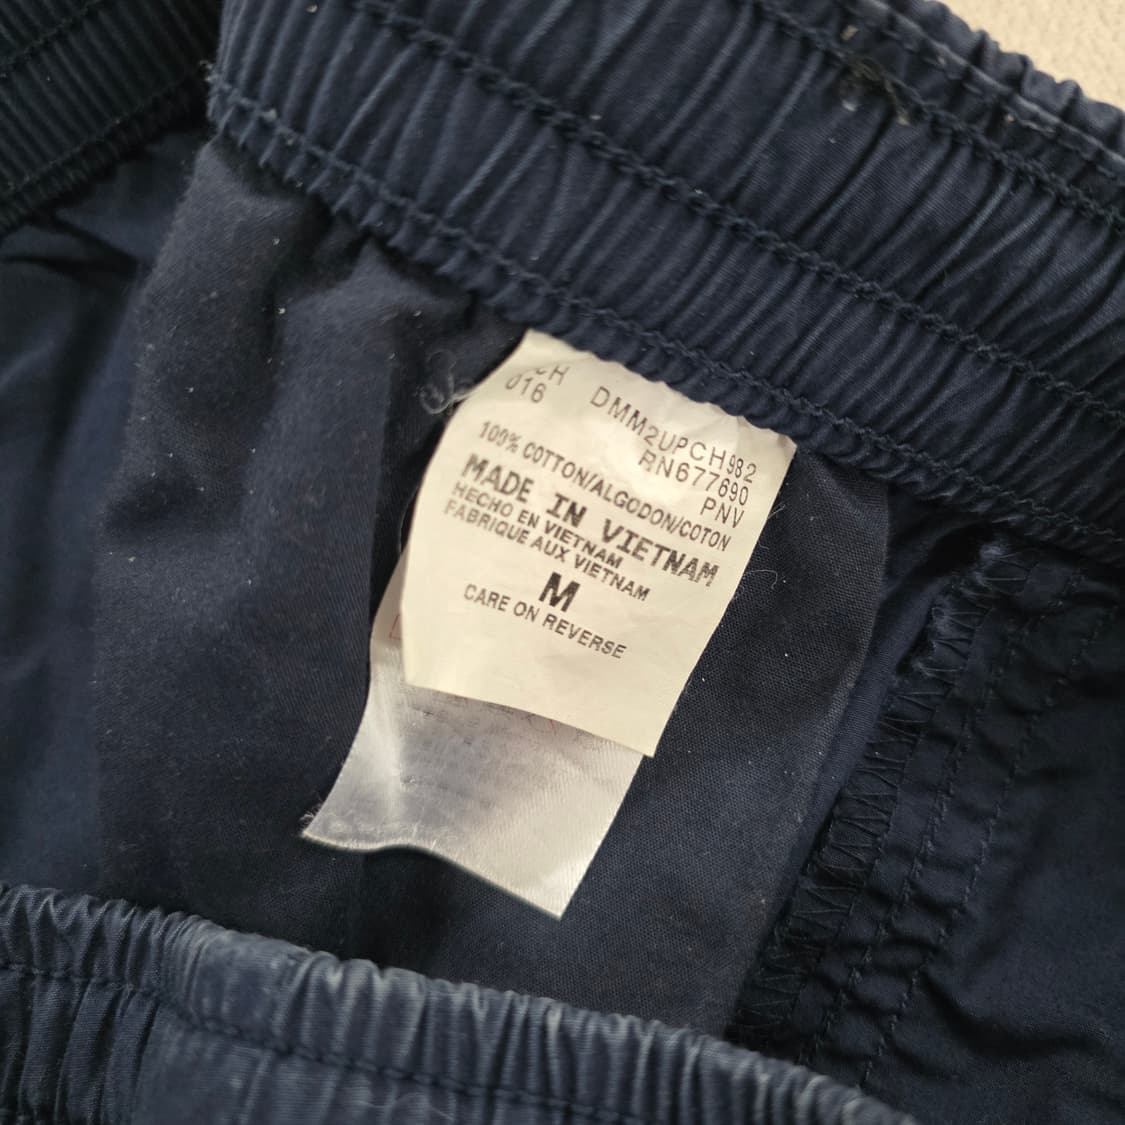 016 DMM2UPCH982
RN677690
PNV
100% COTTON/ALGODON/COTON
MADE IN VIETNAM
HECHO EN VIETNAM
FABRIQUE AUX VIETNAM
M
CARE ON REVERSE